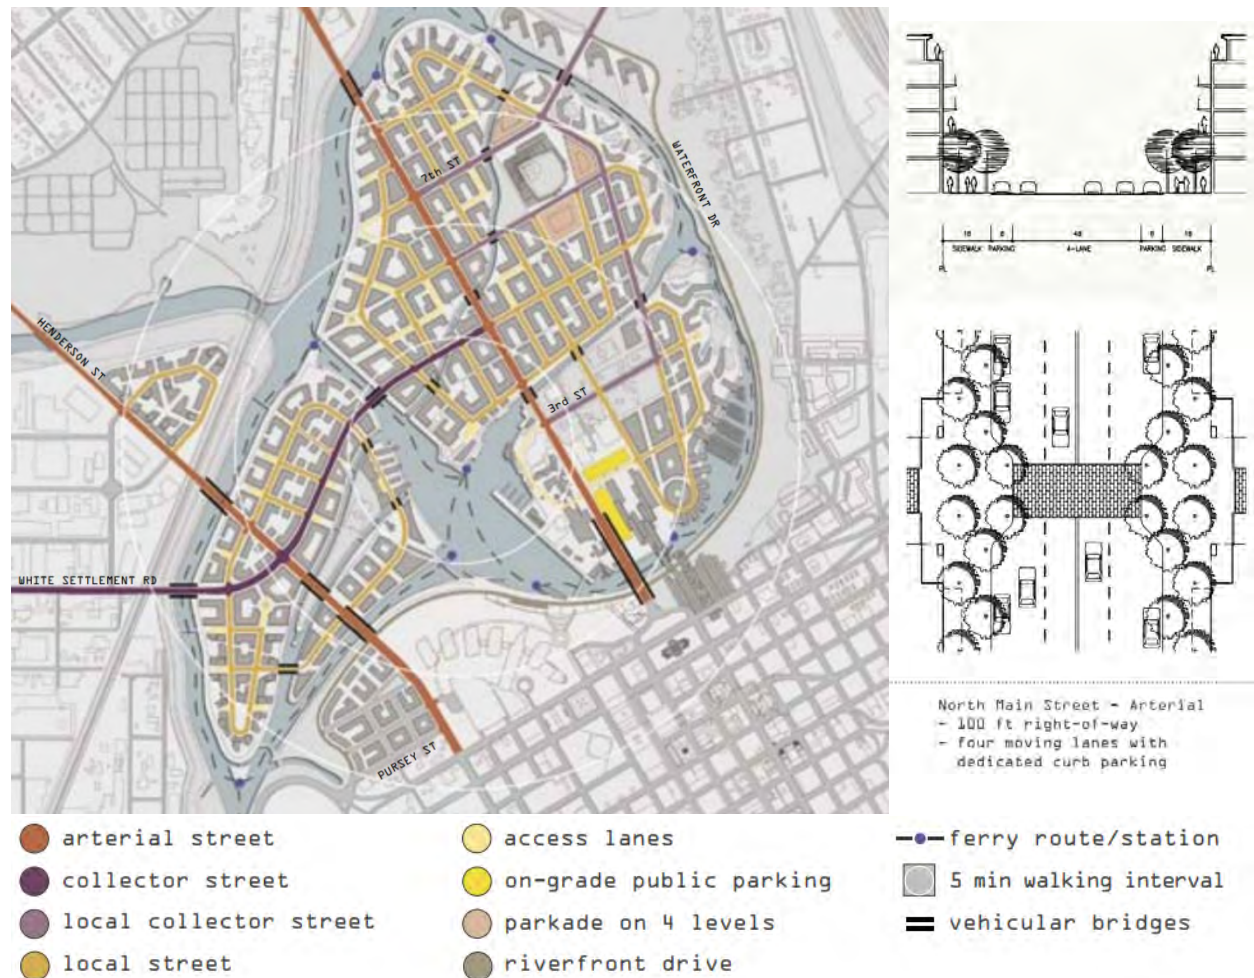 7th ST
WATERFRONT DR
HENDERSON ST
3rd ST
WHITE SETTLEMENT RD
PURSEY ST
SIDEWALK PARKING 4-LANE PARKING SIDEWALK
PL PL
North Main Street - Arterial
- 100 ft right-of-way
- four moving lanes with
dedicated curb parking
arterial street
collector street
local collector street
local street
access lanes
on-grade public parking
parkade on 4 levels
riverfront drive
ferry route/station
5 min walking interval
vehicular bridges